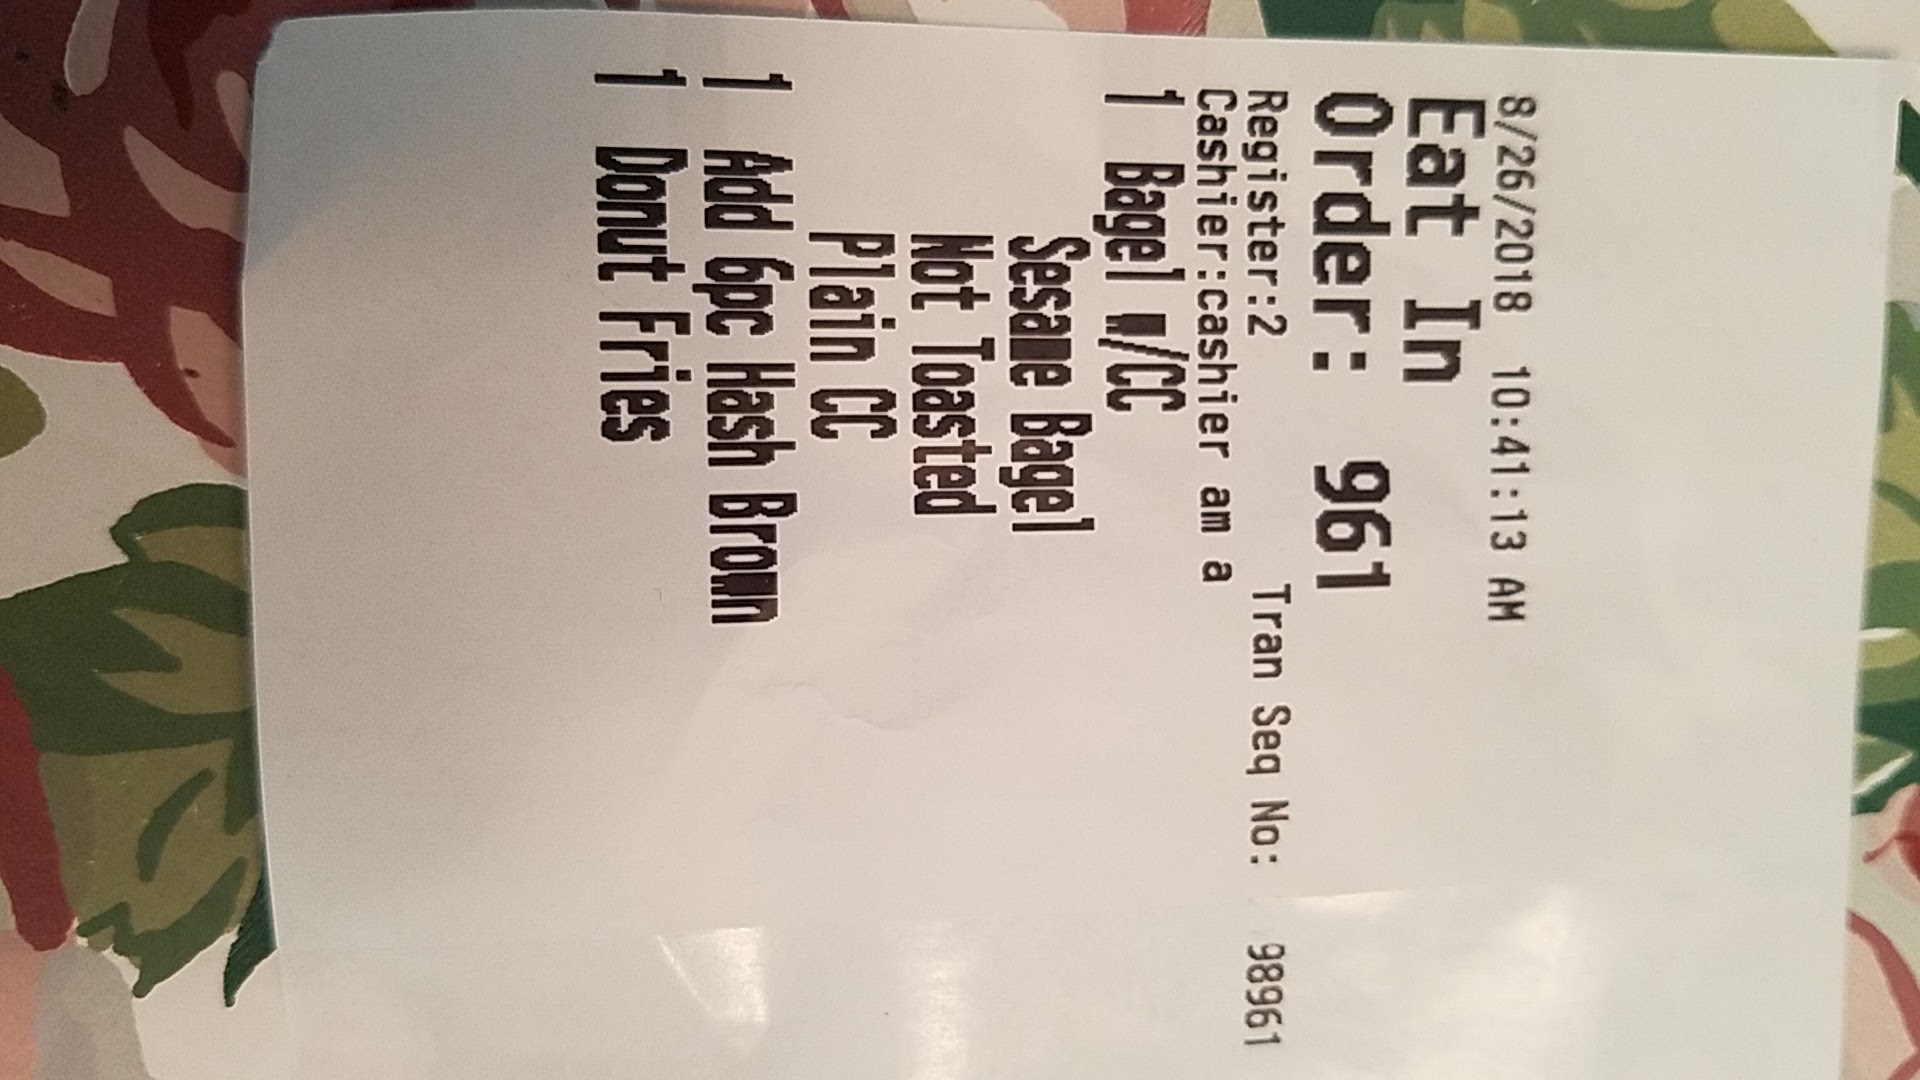 8/26/2018 10:41:13 AM
Eat In
Order: 961
Register:2 Tran Seq No: 98961
Cashier:cashier am a
1 Bagel w/CC
Sesame Bagel
Not Toasted
Plain CC
1 Add 6pc Hash Brown
1 Donut Fries